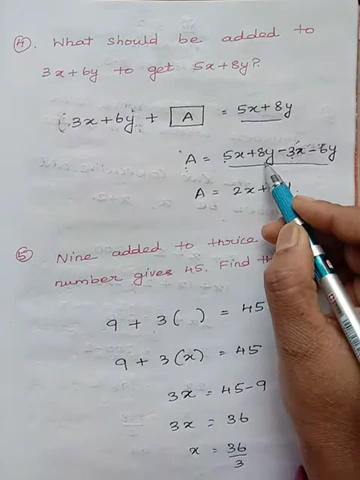 ④. What should be added to
3x+6y to get 5x+8y?
(3x+6y + A = 5x+8y
A = 5x+8y-3x-6y
A = 2x+ y.
⑤ Nine added to thrice
number gives 45. Find
9 + 3( ) = 45
9 + 3(x) = 45
3x = 45-9
3x = 36
x = 36/3